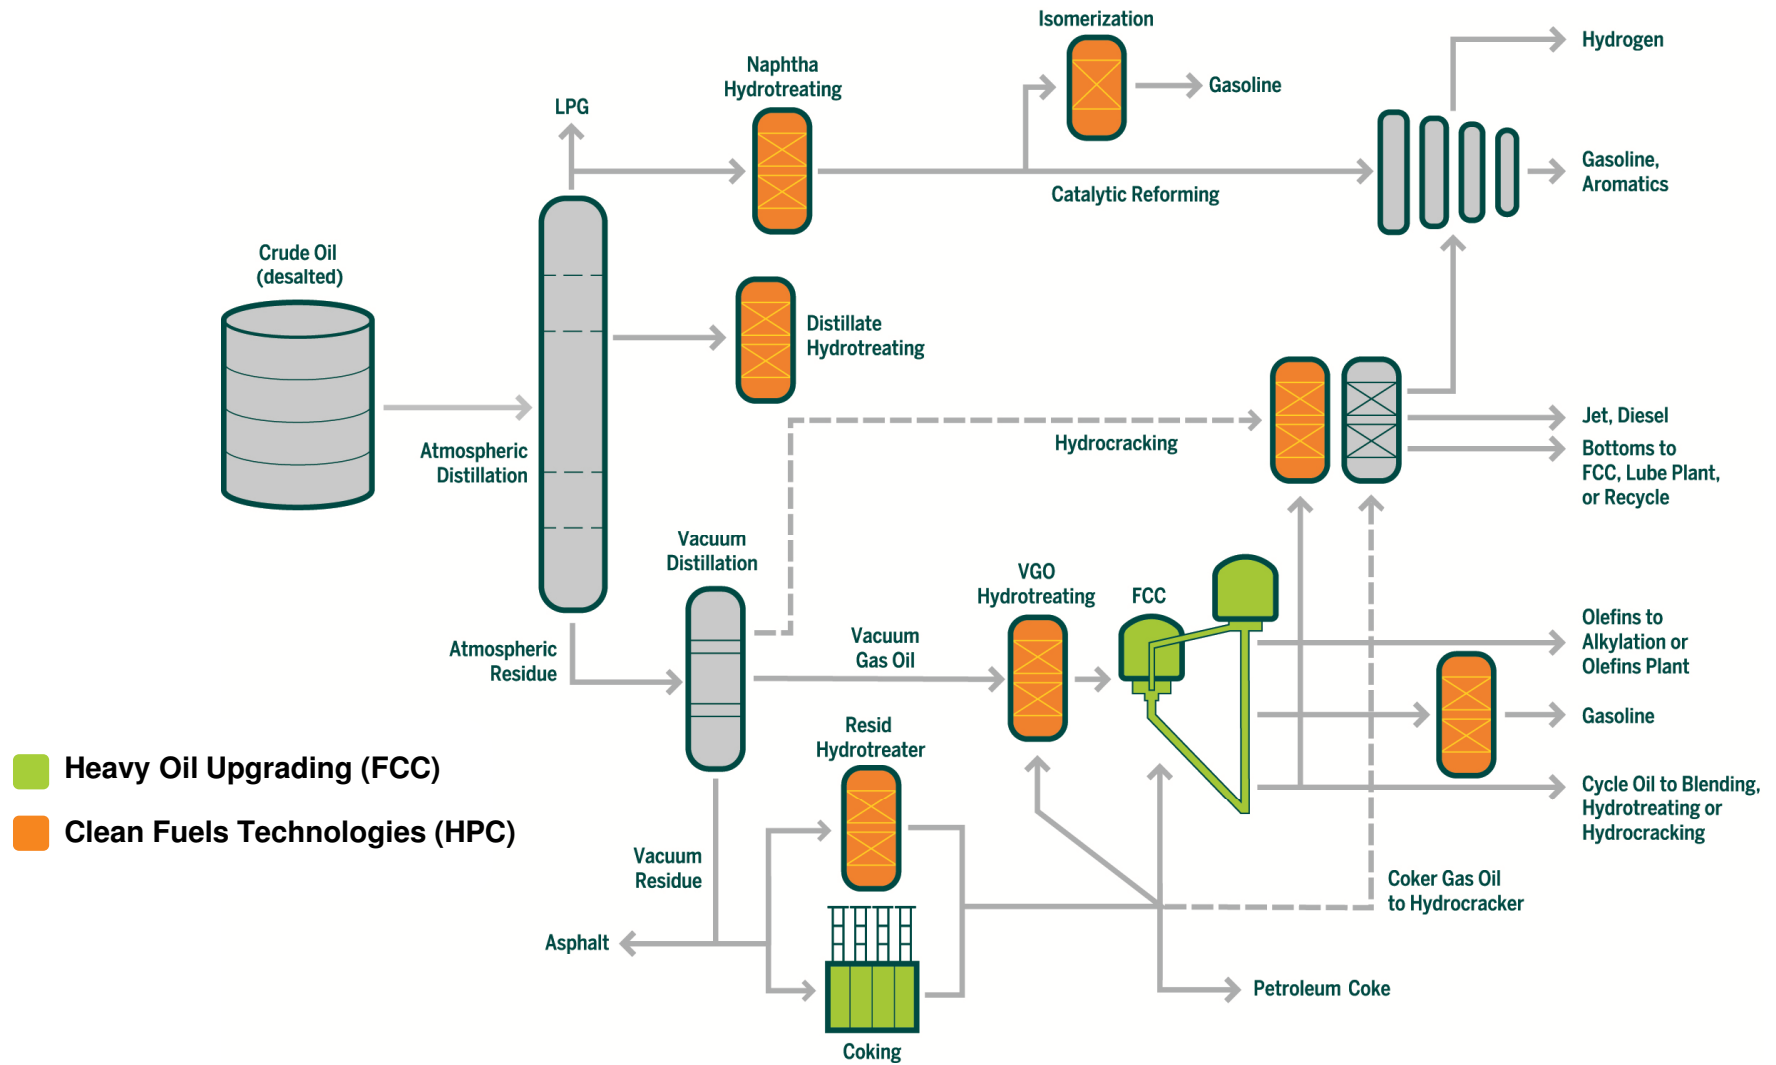 Isomerization
Hydrogen
Naphtha
Hydrotreating
Gasoline
LPG
Gasoline,
Aromatics
Catalytic Reforming
Crude Oil
(desalted)
Distillate
Hydrotreating
Atmospheric
Distillation
Hydrocracking
Jet, Diesel
Bottoms to
FCC, Lube Plant,
or Recycle
Vacuum
Distillation
VGO
Hydrotreating
FCC
Atmospheric
Residue
Vacuum
Gas Oil
Olefins to
Alkylation or
Olefins Plant
Gasoline
Resid
Hydrotreater
Heavy Oil Upgrading (FCC)
Clean Fuels Technologies (HPC)
Cycle Oil to Blending,
Hydrotreating or
Hydrocracking
Vacuum
Residue
Coker Gas Oil
to Hydrocracker
Asphalt
Petroleum Coke
Coking